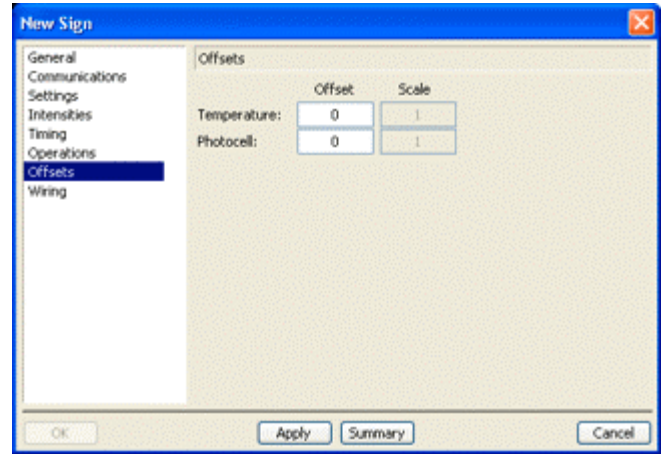 New Sign
General
Communications
Settings
Intensities
Timing
Operations
Offsets
Wiring
Offsets
Offset Scale
Temperature: 0 1
Photocell: 0 1
OK Apply Summary Cancel